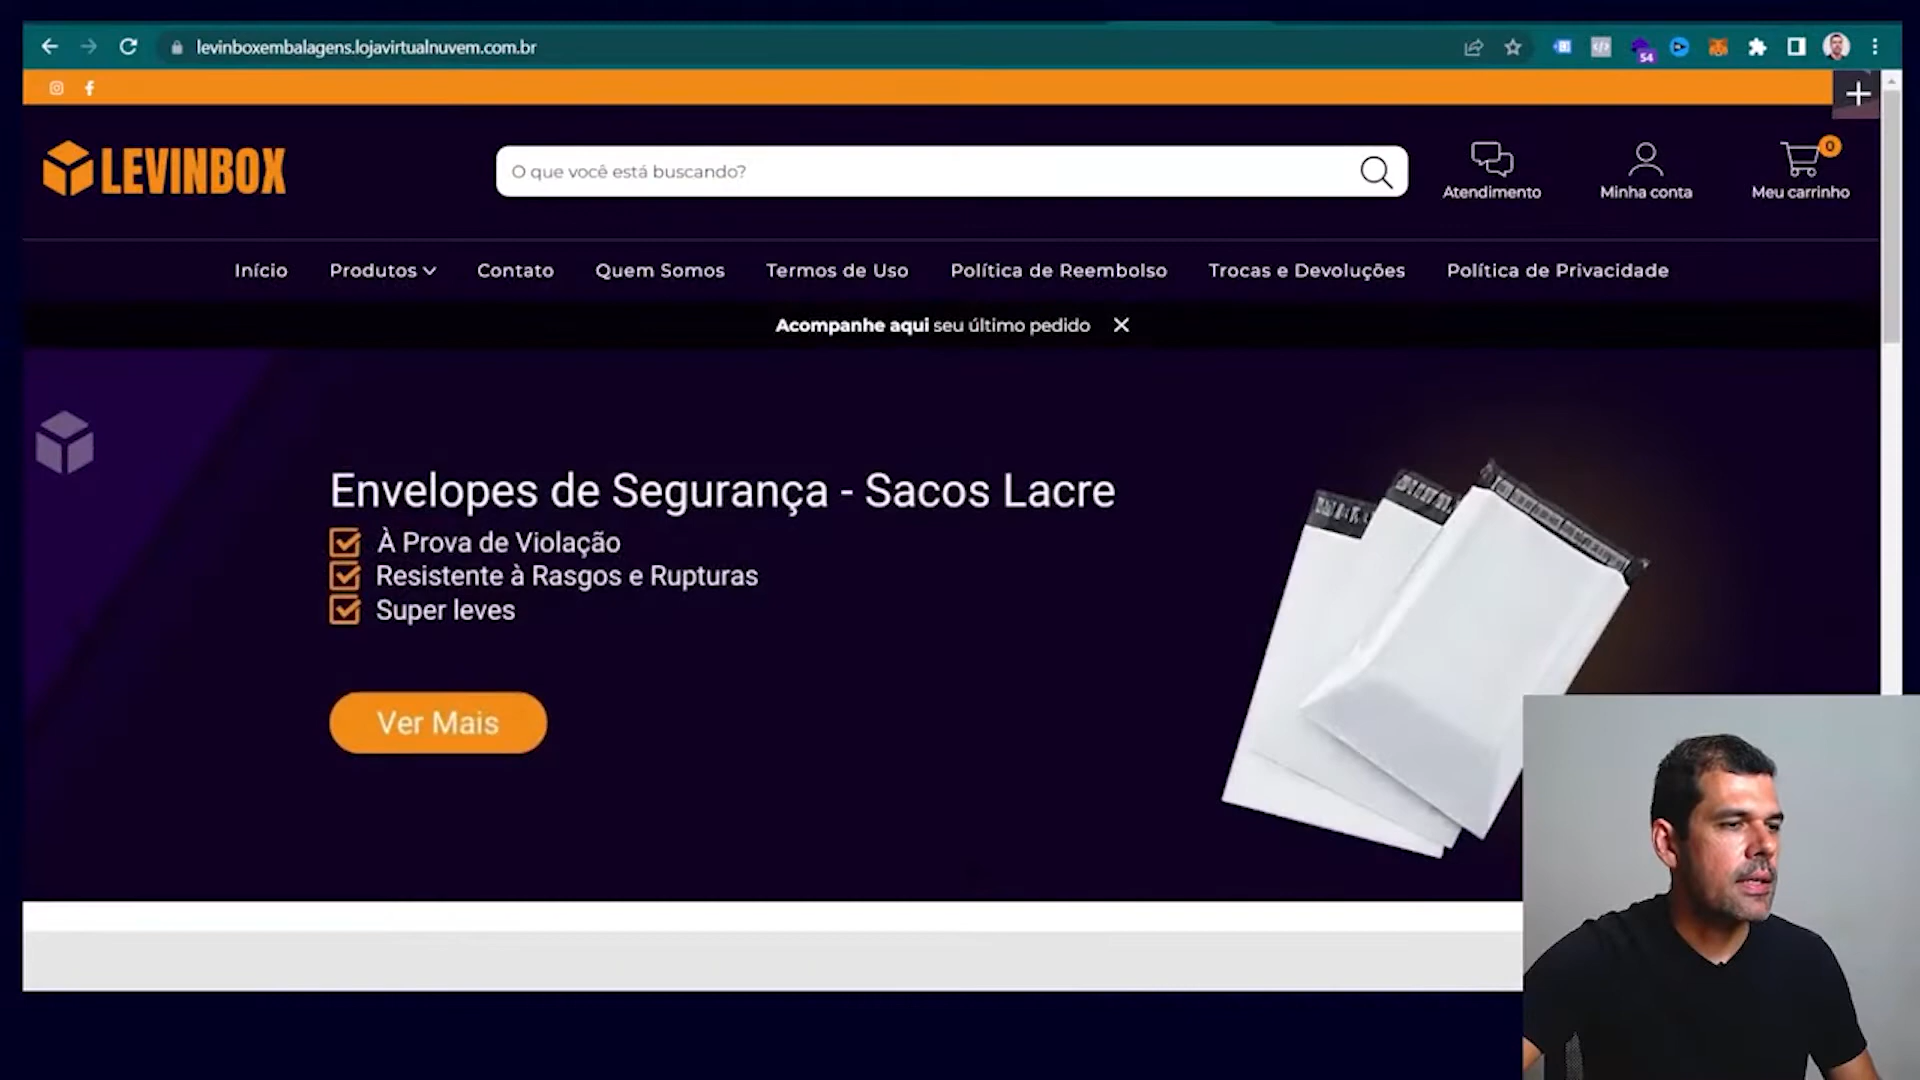 levinboxembalagens.lojavirtualnuvem.com.br
54
LEVINBOX
O que você está buscando?
Atendimento
Minha conta
0
Meu carrinho
Início
Produtos
Contato
Quem Somos
Termos de Uso
Política de Reembolso
Trocas e Devoluções
Política de Privacidade
Acompanhe aqui seu último pedido
Envelopes de Segurança - Sacos Lacre
À Prova de Violação
Resistente à Rasgos e Rupturas
Super leves
Ver Mais